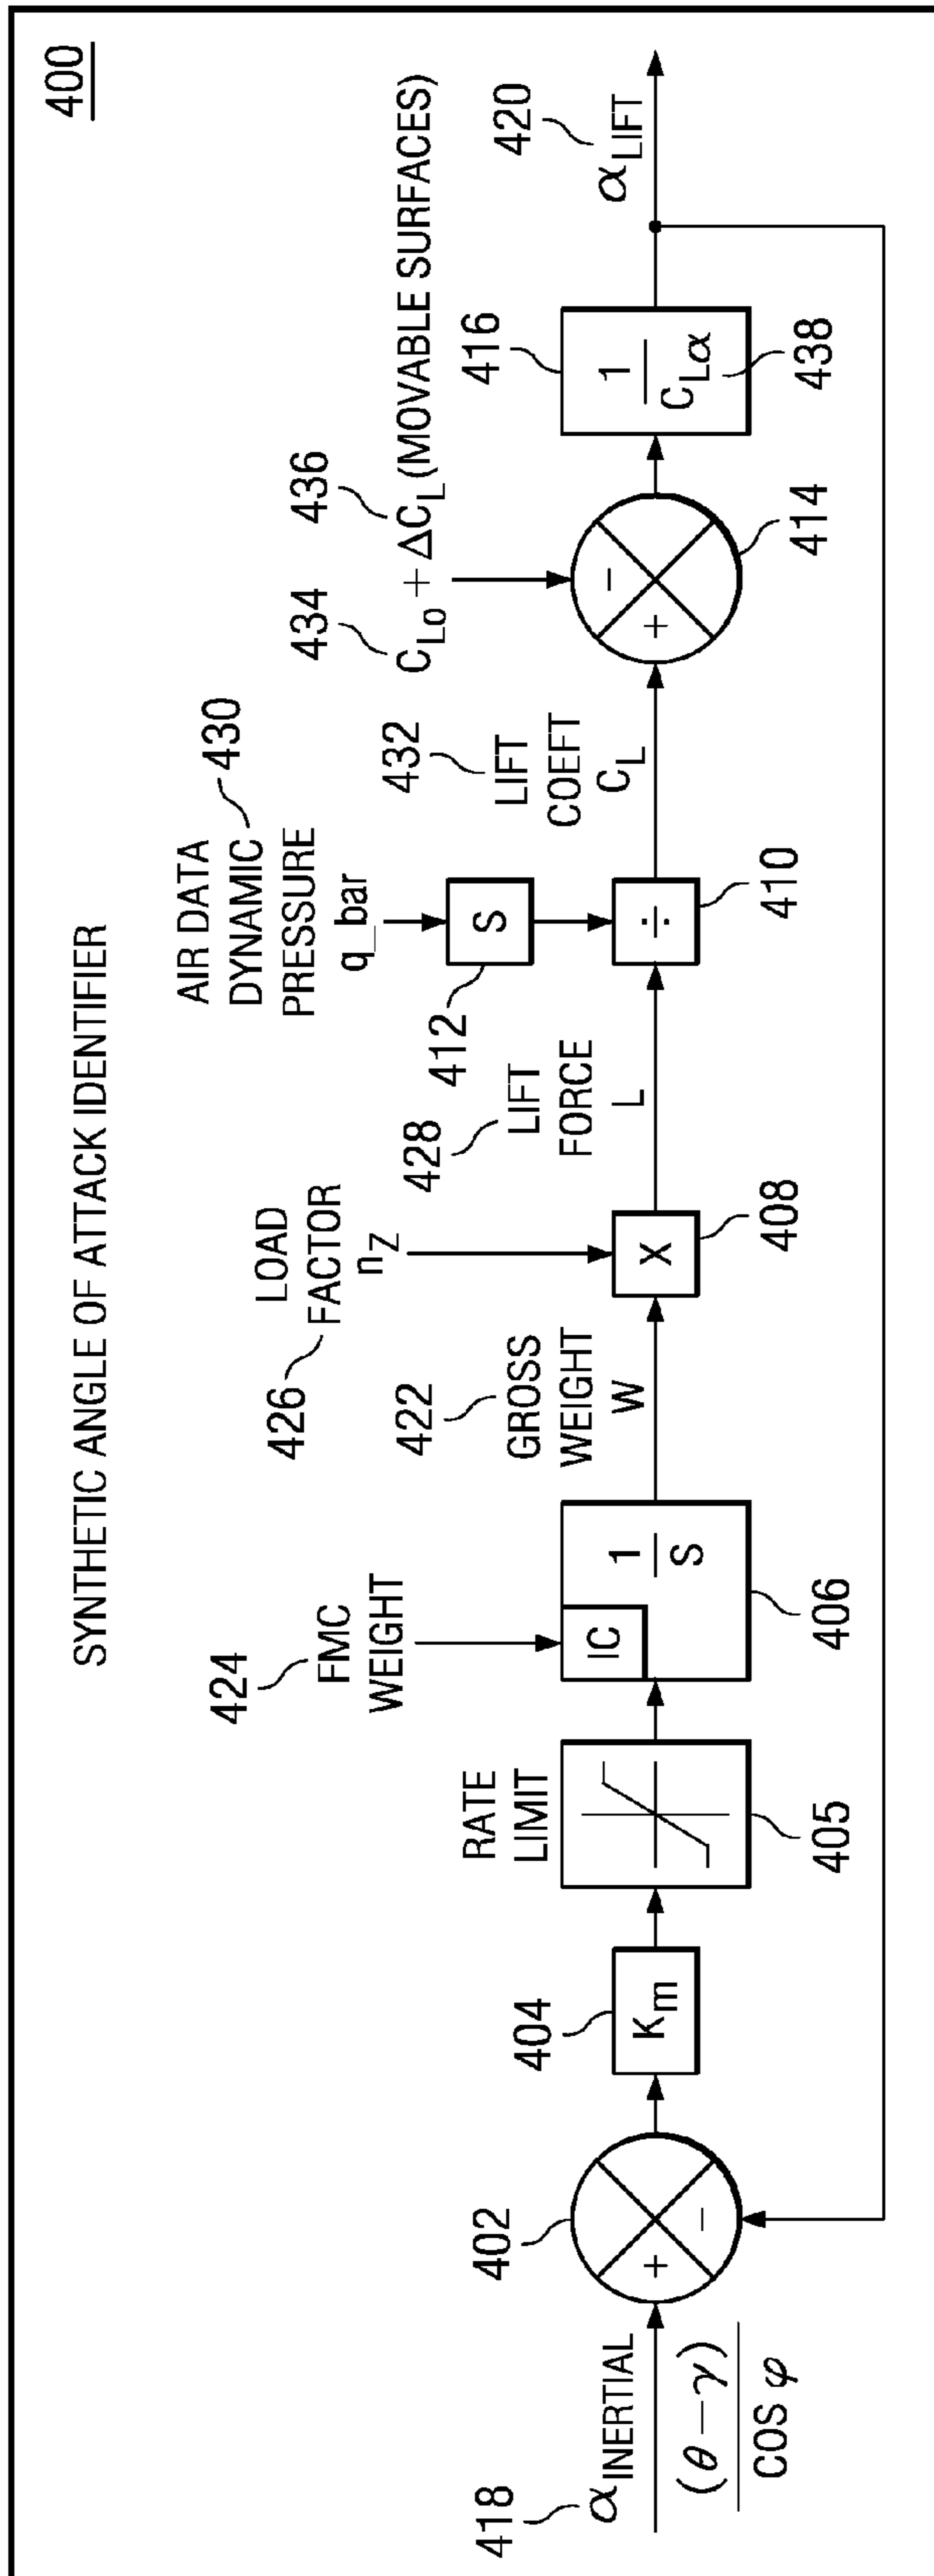 400
SYNTHETIC ANGLE OF ATTACK IDENTIFIER
418
α INERTIAL
(θ − γ)
COS φ
402
+
−
404
Km
RATE
LIMIT
405
424
FMC
WEIGHT
IC
1
S
406
422
GROSS
WEIGHT
W
426
LOAD
FACTOR
nZ
X
408
428
LIFT
FORCE
L
AIR DATA
DYNAMIC 430
PRESSURE
q_bar
412
S
÷
410
432
LIFT
COEFT
CL
434 436
CLo + ΔCL (MOVABLE SURFACES)
+
−
414
416
1
CLα
438
420
α LIFT